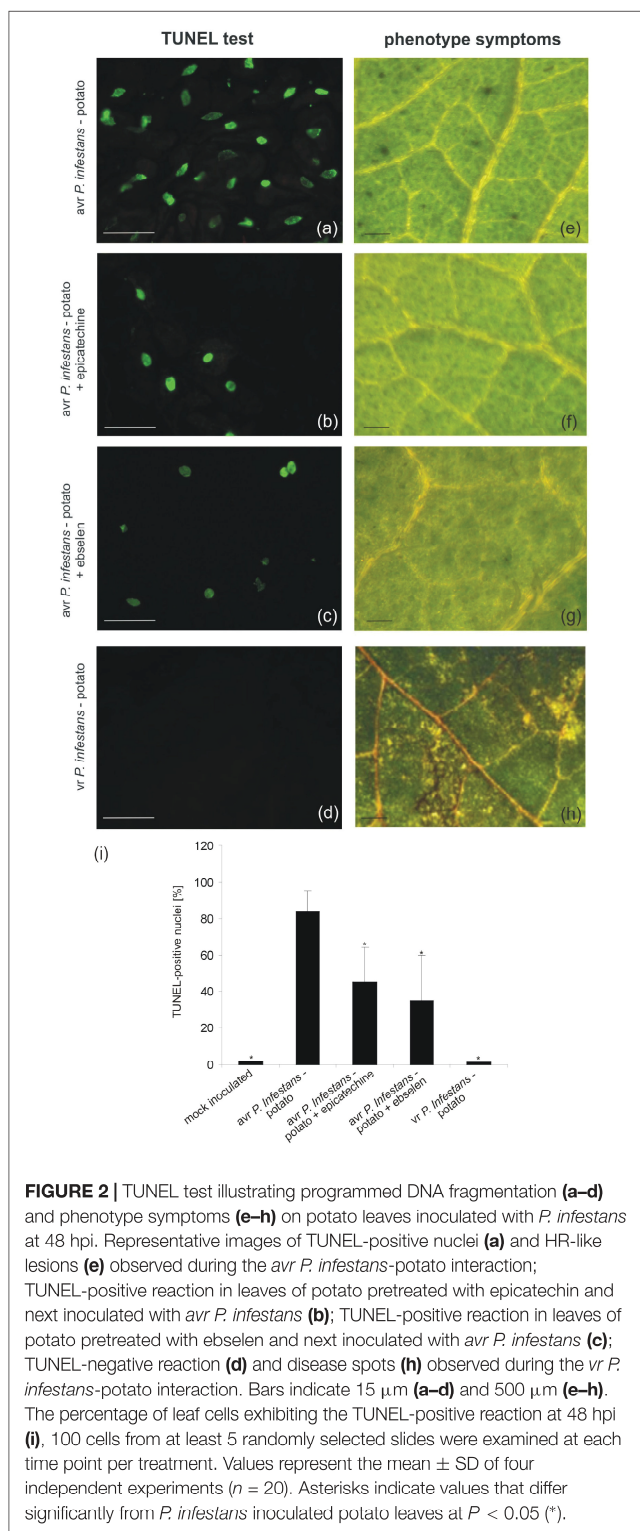 TUNEL test
phenotype symptoms
avr P. infestans - potato
(a)
(e)
avr P. infestans - potato
+ epicatechine
(b)
(f)
avr P. infestans - potato
+ ebselen
(c)
(g)
vr P. infestans - potato
(d)
(h)
(i)
TUNEL-positive nuclei [%]
120
100
80
60
40
20
0
*
*
*
*
mock inoculated
avr P. Infestans -
potato
avr P. Infestans -
potato + epicatechine
avr P. Infestans -
potato + ebselen
vr P. Infestans -
potato
FIGURE 2 | TUNEL test illustrating programmed DNA fragmentation (a–d)
and phenotype symptoms (e–h) on potato leaves inoculated with P. infestans
at 48 hpi. Representative images of TUNEL-positive nuclei (a) and HR-like
lesions (e) observed during the avr P. infestans-potato interaction;
TUNEL-positive reaction in leaves of potato pretreated with epicatechin and
next inoculated with avr P. infestans (b); TUNEL-positive reaction in leaves of
potato pretreated with ebselen and next inoculated with avr P. infestans (c);
TUNEL-negative reaction (d) and disease spots (h) observed during the vr P.
infestans-potato interaction. Bars indicate 15 μm (a–d) and 500 μm (e–h).
The percentage of leaf cells exhibiting the TUNEL-positive reaction at 48 hpi
(i), 100 cells from at least 5 randomly selected slides were examined at each
time point per treatment. Values represent the mean ± SD of four
independent experiments (n = 20). Asterisks indicate values that differ
significantly from P. infestans inoculated potato leaves at P < 0.05 (*).